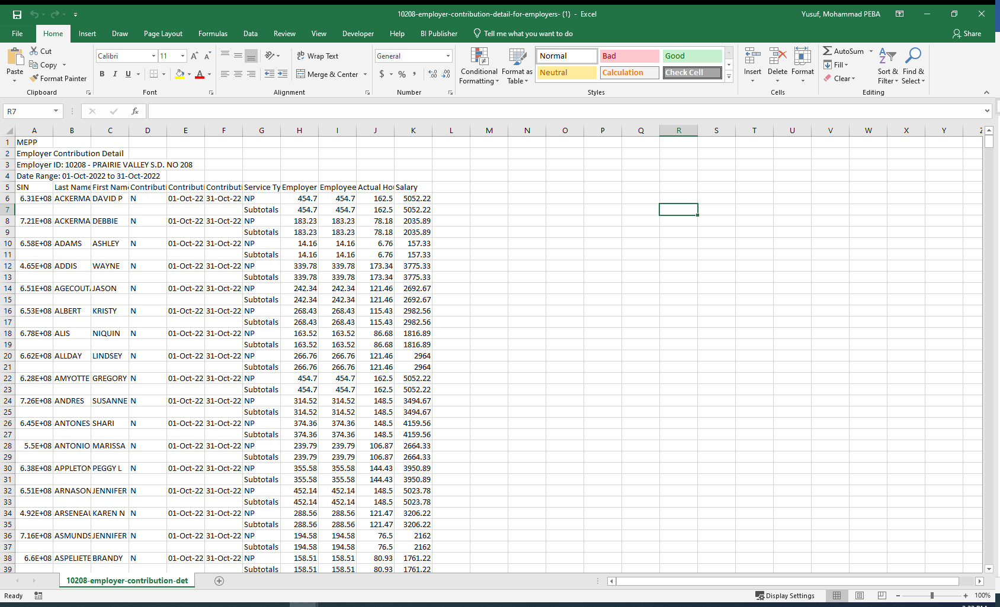 10208-employer-contribution-detail-for-employers- (1) - Excel
Yusuf, Mohammad PEBA
File Home Insert Draw Page Layout Formulas Data Review View Developer Help BI Publisher Tell me what you want to do Share
Paste Cut Copy Format Painter
Calibri 11
B I U
Wrap Text
Merge & Center
General
$ % ,
Conditional Formatting Format as Table
Normal Bad Good
Neutral Calculation Check Cell
Insert Delete Format
AutoSum Fill Clear
Sort & Filter Find & Select
Clipboard Font Alignment Number Styles Cells Editing
R7 fx
A B C D E F G H I J K L M N O P Q R S T U V W X Y Z
1 MEPP
2 Employer Contribution Detail
3 Employer ID: 10208 - PRAIRIE VALLEY S.D. NO 208
4 Date Range: 01-Oct-2022 to 31-Oct-2022
5 SIN Last Name First Nam Contributi Contributi Contributi Service Ty Employer Employee Actual Ho Salary
6 6.31E+08 ACKERMA DAVID P N 01-Oct-22 31-Oct-22 NP 454.7 454.7 162.5 5052.22
7 Subtotals 454.7 454.7 162.5 5052.22
8 7.21E+08 ACKERMA DEBBIE N 01-Oct-22 31-Oct-22 NP 183.23 183.23 78.18 2035.89
9 Subtotals 183.23 183.23 78.18 2035.89
10 6.58E+08 ADAMS ASHLEY N 01-Oct-22 31-Oct-22 NP 14.16 14.16 6.76 157.33
11 Subtotals 14.16 14.16 6.76 157.33
12 4.65E+08 ADDIS WAYNE N 01-Oct-22 31-Oct-22 NP 339.78 339.78 173.34 3775.33
13 Subtotals 339.78 339.78 173.34 3775.33
14 6.51E+08 AGECOUT JASON N 01-Oct-22 31-Oct-22 NP 242.34 242.34 121.46 2692.67
15 Subtotals 242.34 242.34 121.46 2692.67
16 6.53E+08 ALBERT KRISTY N 01-Oct-22 31-Oct-22 NP 268.43 268.43 115.43 2982.56
17 Subtotals 268.43 268.43 115.43 2982.56
18 6.78E+08 ALIS NIQUIN N 01-Oct-22 31-Oct-22 NP 163.52 163.52 86.68 1816.89
19 Subtotals 163.52 163.52 86.68 1816.89
20 6.62E+08 ALLDAY LINDSEY N 01-Oct-22 31-Oct-22 NP 266.76 266.76 121.46 2964
21 Subtotals 266.76 266.76 121.46 2964
22 6.28E+08 AMYOTTE GREGORY N 01-Oct-22 31-Oct-22 NP 454.7 454.7 162.5 5052.22
23 Subtotals 454.7 454.7 162.5 5052.22
24 7.26E+08 ANDRES SUSANNE N 01-Oct-22 31-Oct-22 NP 314.52 314.52 148.5 3494.67
25 Subtotals 314.52 314.52 148.5 3494.67
26 6.45E+08 ANTONES SHARI N 01-Oct-22 31-Oct-22 NP 374.36 374.36 148.5 4159.56
27 Subtotals 374.36 374.36 148.5 4159.56
28 5.5E+08 ANTONIO MARISSA N 01-Oct-22 31-Oct-22 NP 239.79 239.79 106.87 2664.33
29 Subtotals 239.79 239.79 106.87 2664.33
30 6.38E+08 APPLETON PEGGY L N 01-Oct-22 31-Oct-22 NP 355.58 355.58 144.43 3950.89
31 Subtotals 355.58 355.58 144.43 3950.89
32 6.51E+08 ARNASON JENNIFER N 01-Oct-22 31-Oct-22 NP 452.14 452.14 148.5 5023.78
33 Subtotals 452.14 452.14 148.5 5023.78
34 4.92E+08 ARSENEAU KAREN N N 01-Oct-22 31-Oct-22 NP 288.56 288.56 121.47 3206.22
35 Subtotals 288.56 288.56 121.47 3206.22
36 7.16E+08 ASMUNDS JENNIFER N 01-Oct-22 31-Oct-22 NP 194.58 194.58 76.5 2162
37 Subtotals 194.58 194.58 76.5 2162
38 6.6E+08 ASPELIETE BRANDY N 01-Oct-22 31-Oct-22 NP 158.51 158.51 80.93 1761.22
39 Subtotals 158.51 158.51 80.93 1761.22
10208-employer-contribution-det
Ready Display Settings 100%